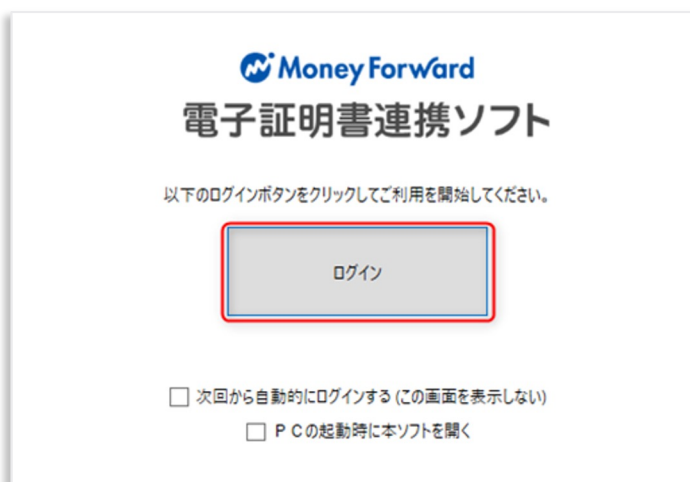 Money Forward
電子証明書連携ソフト
以下のログインボタンをクリックしてご利用を開始してください。
ログイン
次回から自動的にログインする(この画面を表示しない)
ＰＣの起動時に本ソフトを開く